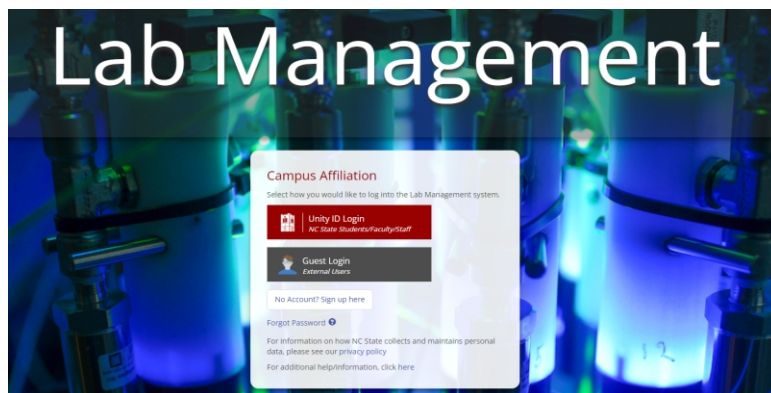 Lab Management
Campus Affiliation
Select how you would like to log into the Lab Management system.
Unity ID Login
NC State Students/Faculty/Staff
Guest Login
External Users
No Account? Sign up here
Forgot Password ?
For information on how NC State collects and maintains personal
data, please see our privacy policy
For additional help/information, click here